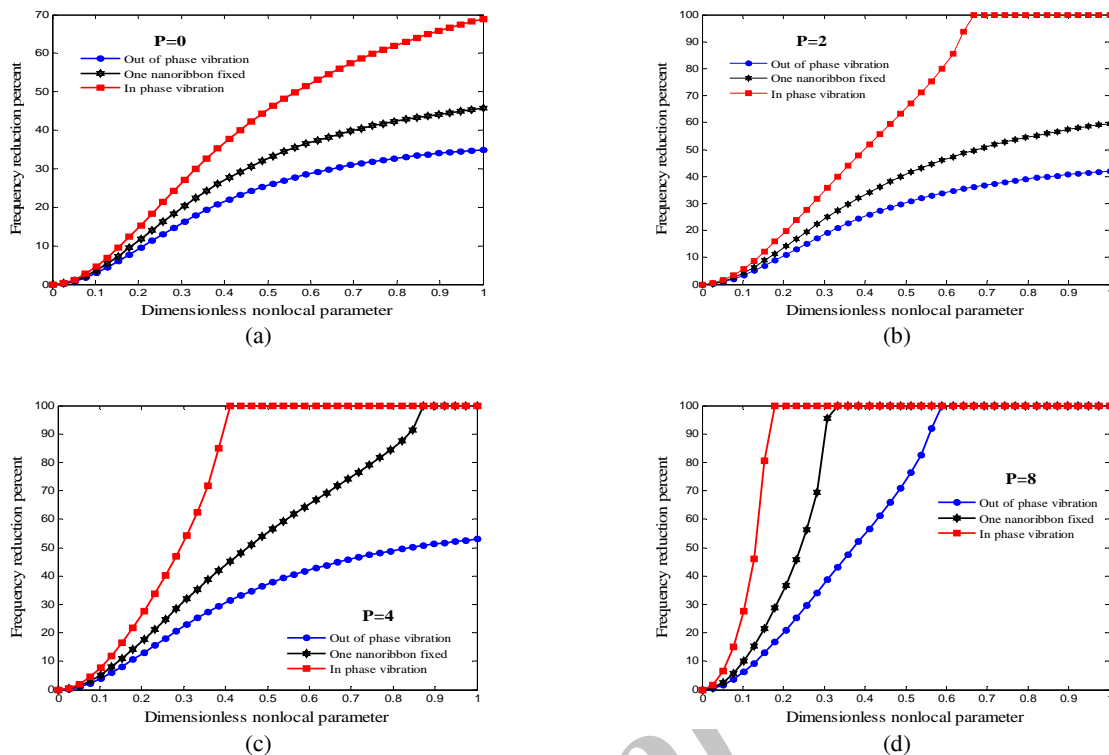 70
60
50
40
30
20
10
0
Frequency reduction percent
P=0
Out of phase vibration
One nanoribbon fixed
In phase vibration
0 0.1 0.2 0.3 0.4 0.5 0.6 0.7 0.8 0.9 1
Dimensionless nonlocal parameter
(a)
100
90
80
70
60
50
40
30
20
10
0
Frequency reduction percent
P=2
Out of phase vibration
One nanoribbon fixed
In phase vibration
0 0.1 0.2 0.3 0.4 0.5 0.6 0.7 0.8 0.9 1
Dimensionless nonlocal parameter
(b)
100
90
80
70
60
50
40
30
20
10
0
Frequency reduction percent
P=4
Out of phase vibration
One nanoribbon fixed
In phase vibration
0 0.1 0.2 0.3 0.4 0.5 0.6 0.7 0.8 0.9 1
Dimensionless nonlocal parameter
(c)
100
90
80
70
60
50
40
30
20
10
0
Frequency reduction percent
P=8
Out of phase vibration
One nanoribbon fixed
In phase vibration
0 0.1 0.2 0.3 0.4 0.5 0.6 0.7 0.8 0.9 1
Dimensionless nonlocal parameter
(d)